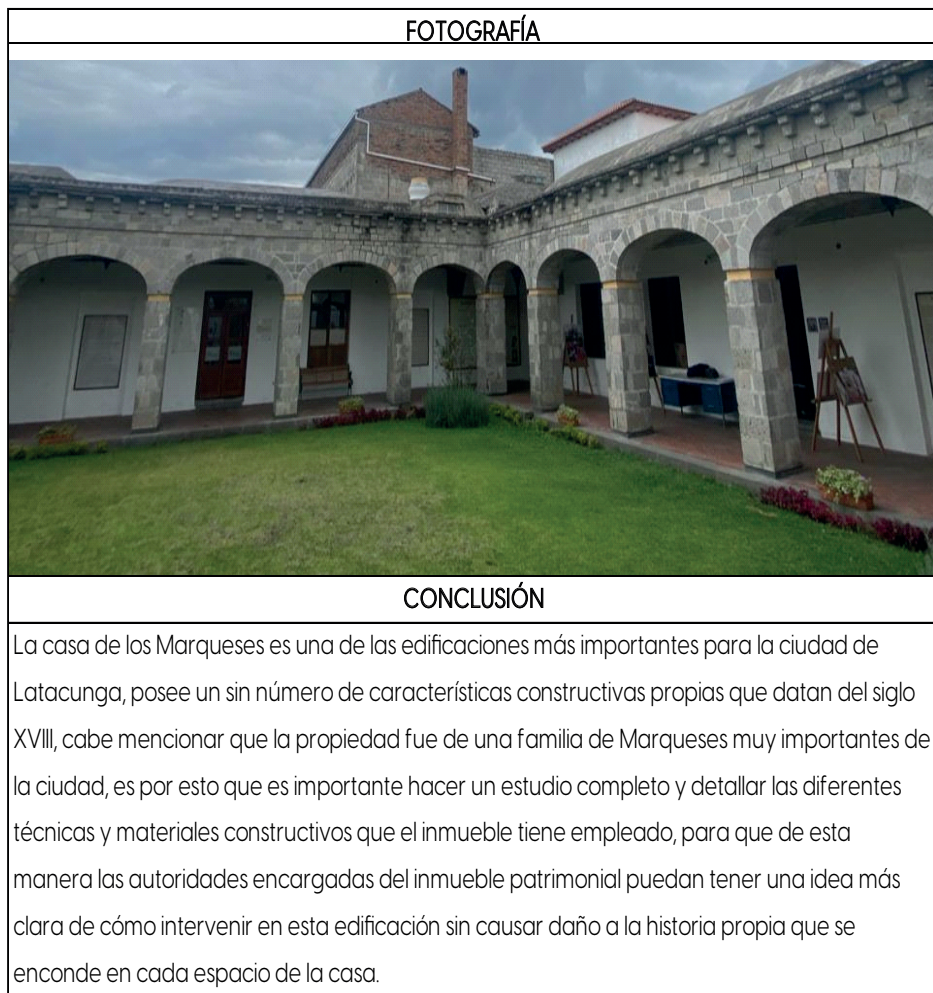 FOTOGRAFÍA
CONCLUSIÓN
La casa de los Marqueses es una de las edificaciones más importantes para la ciudad de
Latacunga, posee un sin número de características constructivas propias que datan del siglo
XVIII, cabe mencionar que la propiedad fue de una familia de Marqueses muy importantes de
la ciudad, es por esto que es importante hacer un estudio completo y detallar las diferentes
técnicas y materiales constructivos que el inmueble tiene empleado, para que de esta
manera las autoridades encargadas del inmueble patrimonial puedan tener una idea más
clara de cómo intervenir en esta edificación sin causar daño a la historia propia que se
enconde en cada espacio de la casa.